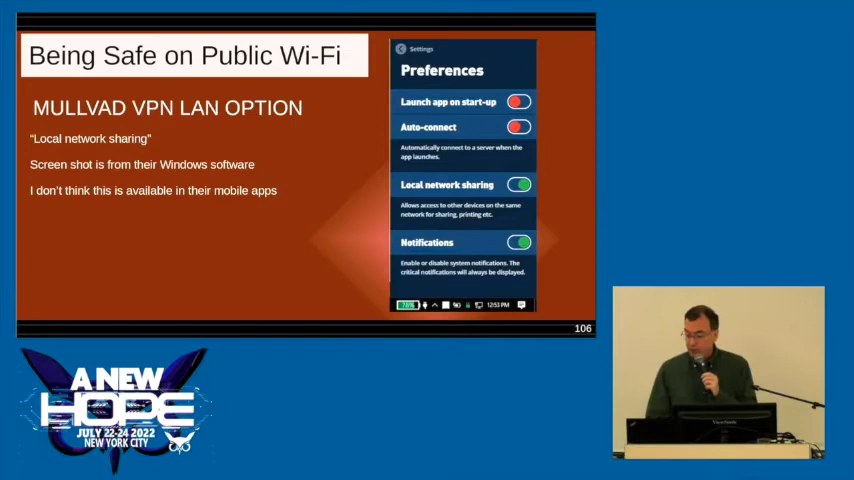 Being Safe on Public Wi-Fi
MULLVAD VPN LAN OPTION
“Local network sharing”
Screen shot is from their Windows software
I don’t think this is available in their mobile apps
Settings
Preferences
Launch app on start-up
Auto-connect
Automatically connect to a server when the
app launches.
Local network sharing
Allows access to other devices on the same
network for sharing, printing etc.
Notifications
Enable or disable system notifications. The
critical notifications will always be displayed.
78%
12:53 PM
106
A NEW
HOPE
JULY 22-24 2022
NEW YORK CITY
ViewSonic